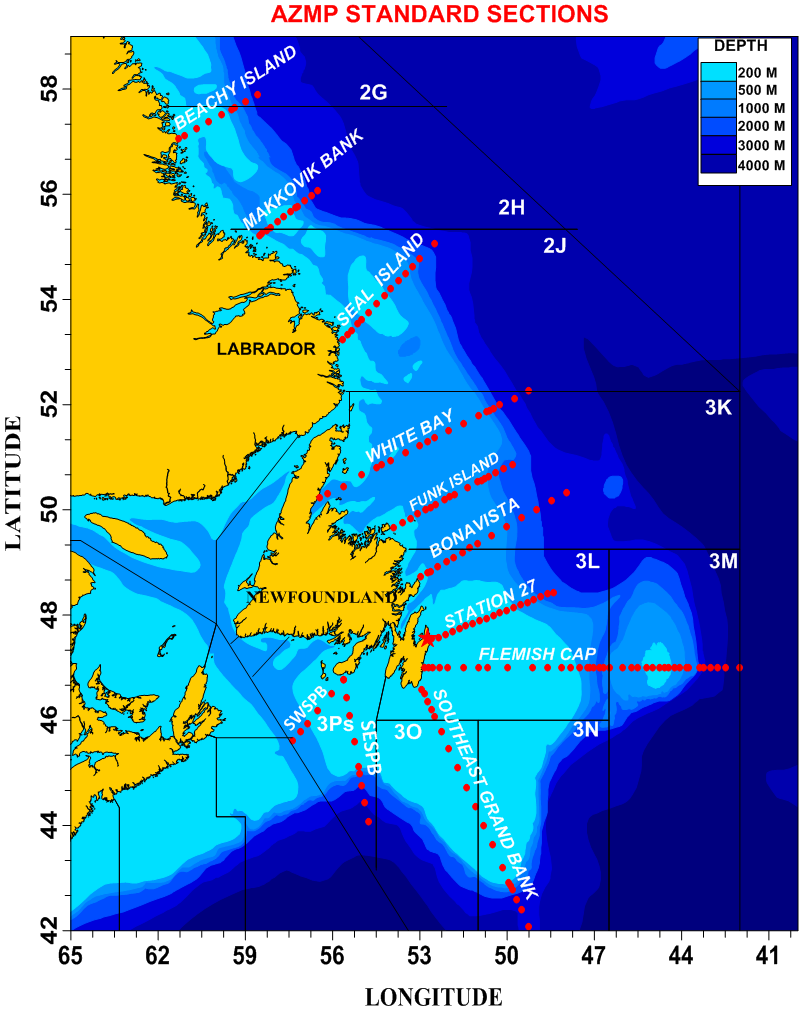 AZMP STANDARD SECTIONS
DEPTH
200 M
500 M
1000 M
2000 M
3000 M
4000 M
58
56
54
52
50
48
46
44
42
LATITUDE
BEACHY ISLAND
2G
MAKKOVIK BANK
2H
2J
SEAL ISLAND
LABRADOR
3K
WHITE BAY
FUNK ISLAND
BONAVISTA
3L
3M
NEWFOUNDLAND
STATION 27
FLEMISH CAP
SWSPB
3Ps
SESPB
3O
SOUTHEAST GRAND BANK
3N
65
62
59
56
53
50
47
44
41
LONGITUDE